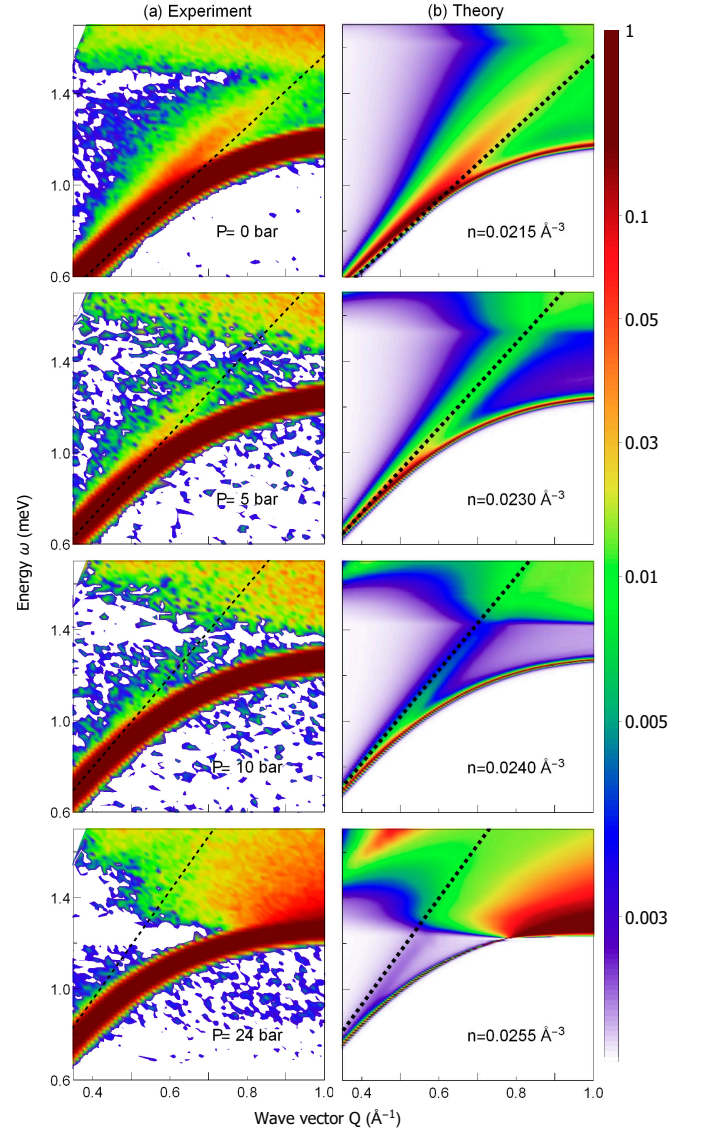 (a) Experiment
(b) Theory
1
1.4
1.0
0.6
P= 0 bar
n=0.0215 Å⁻³
0.1
0.05
1.4
1.0
0.6
P= 5 bar
n=0.0230 Å⁻³
0.03
Energy ω (meV)
0.01
1.4
1.0
0.6
P= 10 bar
n=0.0240 Å⁻³
0.005
1.4
1.0
0.6
P= 24 bar
n=0.0255 Å⁻³
0.003
0.4 0.6 0.8 1.0 0.4 0.6 0.8 1.0
Wave vector Q (Å⁻¹)